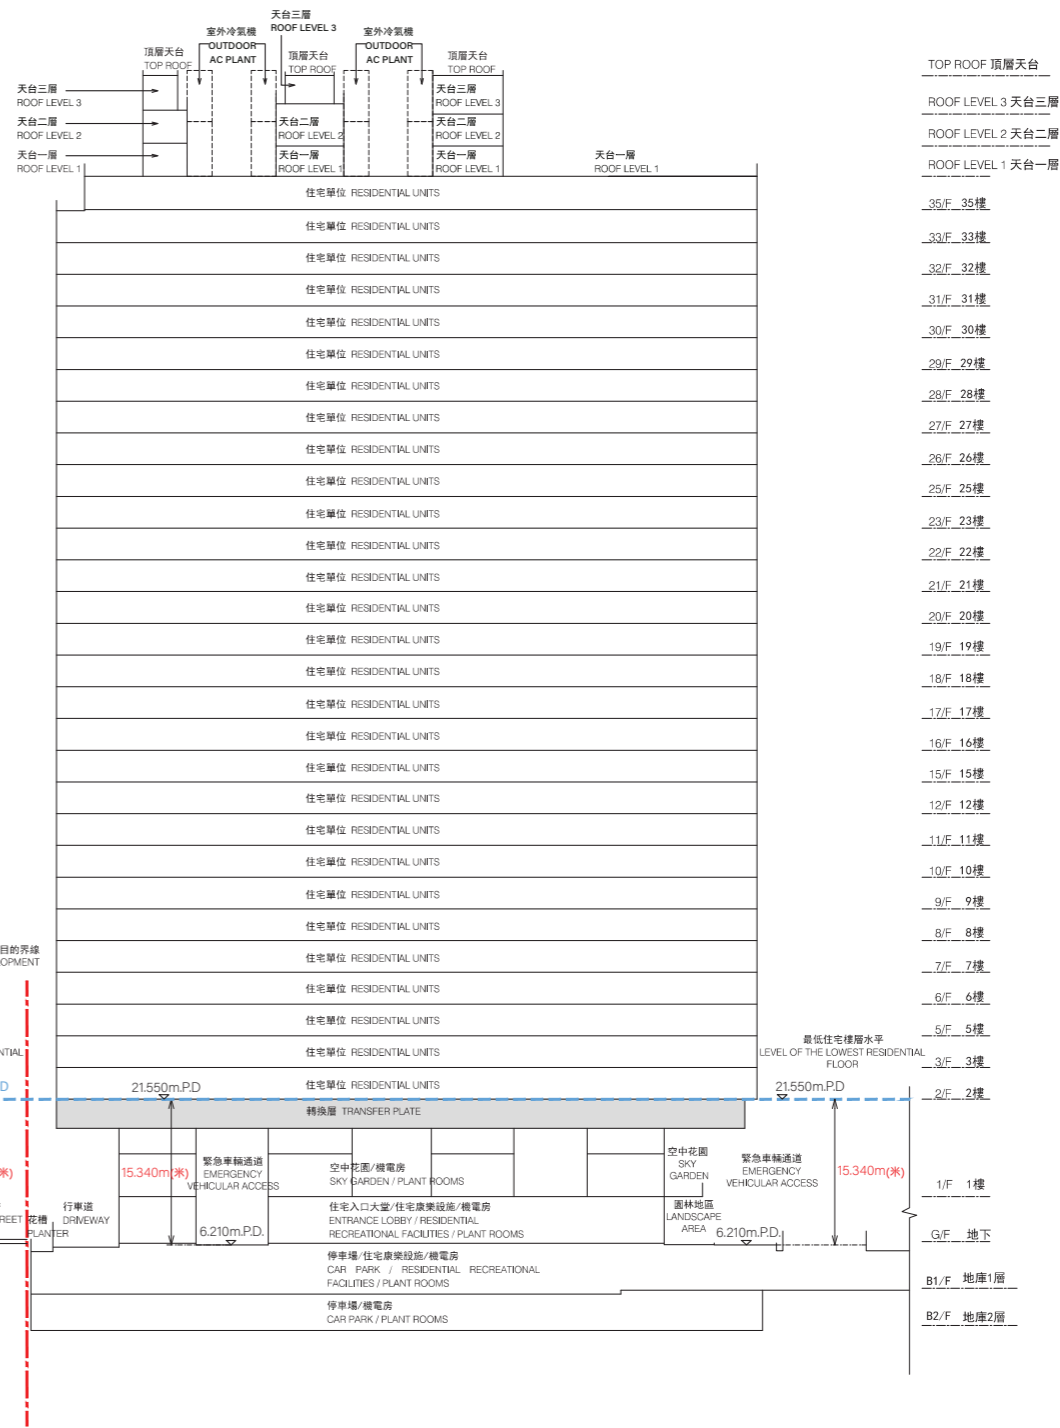 天台三層
ROOF LEVEL 3
室外冷氣機
OUTDOOR
AC PLANT
室外冷氣機
OUTDOOR
AC PLANT
頂層天台
TOP ROOF
頂層天台
TOP ROOF
頂層天台
TOP ROOF
TOP ROOF 頂層天台
天台三層
ROOF LEVEL 3
天台三層
ROOF LEVEL 3
ROOF LEVEL 3 天台三層
天台二層
ROOF LEVEL 2
天台二層
ROOF LEVEL 2
天台二層
ROOF LEVEL 2
ROOF LEVEL 2 天台二層
天台一層
ROOF LEVEL 1
天台一層
ROOF LEVEL 1
天台一層
ROOF LEVEL 1
天台一層
ROOF LEVEL 1
ROOF LEVEL 1 天台一層
住宅單位 RESIDENTIAL UNITS
35/F 35樓
住宅單位 RESIDENTIAL UNITS
33/F 33樓
住宅單位 RESIDENTIAL UNITS
32/F 32樓
住宅單位 RESIDENTIAL UNITS
31/F 31樓
住宅單位 RESIDENTIAL UNITS
30/F 30樓
住宅單位 RESIDENTIAL UNITS
29/F 29樓
住宅單位 RESIDENTIAL UNITS
28/F 28樓
住宅單位 RESIDENTIAL UNITS
27/F 27樓
住宅單位 RESIDENTIAL UNITS
26/F 26樓
住宅單位 RESIDENTIAL UNITS
25/F 25樓
住宅單位 RESIDENTIAL UNITS
23/F 23樓
住宅單位 RESIDENTIAL UNITS
22/F 22樓
住宅單位 RESIDENTIAL UNITS
21/F 21樓
住宅單位 RESIDENTIAL UNITS
20/F 20樓
住宅單位 RESIDENTIAL UNITS
19/F 19樓
住宅單位 RESIDENTIAL UNITS
18/F 18樓
住宅單位 RESIDENTIAL UNITS
17/F 17樓
住宅單位 RESIDENTIAL UNITS
16/F 16樓
住宅單位 RESIDENTIAL UNITS
15/F 15樓
住宅單位 RESIDENTIAL UNITS
12/F 12樓
住宅單位 RESIDENTIAL UNITS
11/F 11樓
住宅單位 RESIDENTIAL UNITS
10/F 10樓
住宅單位 RESIDENTIAL UNITS
9/F 9樓
住宅單位 RESIDENTIAL UNITS
8/F 8樓
目的界線
OPMENT
住宅單位 RESIDENTIAL UNITS
7/F 7樓
住宅單位 RESIDENTIAL UNITS
6/F 6樓
住宅單位 RESIDENTIAL UNITS
5/F 5樓
NTIAL
住宅單位 RESIDENTIAL UNITS
最低住宅樓層水平
LEVEL OF THE LOWEST RESIDENTIAL
FLOOR
3/F 3樓
D
21.550m.P.D
住宅單位 RESIDENTIAL UNITS
21.550m.P.D
2/F 2樓
轉換層 TRANSFER PLATE
米)
15.340m(米)
緊急車輛通道
EMERGENCY
VEHICULAR ACCESS
空中花園/機電房
SKY GARDEN / PLANT ROOMS
空中花園
SKY
GARDEN
緊急車輛通道
EMERGENCY
VEHICULAR ACCESS
15.340m(米)
1/F 1樓
REET
花槽
PLANTER
行車道
DRIVEWAY
6.210m.P.D.
住宅入口大堂/住宅康樂設施/機電房
ENTRANCE LOBBY / RESIDENTIAL
RECREATIONAL FACILITIES / PLANT ROOMS
園林地區
LANDSCAPE
AREA
6.210m.P.D.
G/F 地下
停車場/住宅康樂設施/機電房
CAR PARK / RESIDENTIAL RECREATIONAL
FACILITIES / PLANT ROOMS
B1/F 地庫1層
停車場/機電房
CAR PARK / PLANT ROOMS
B2/F 地庫2層